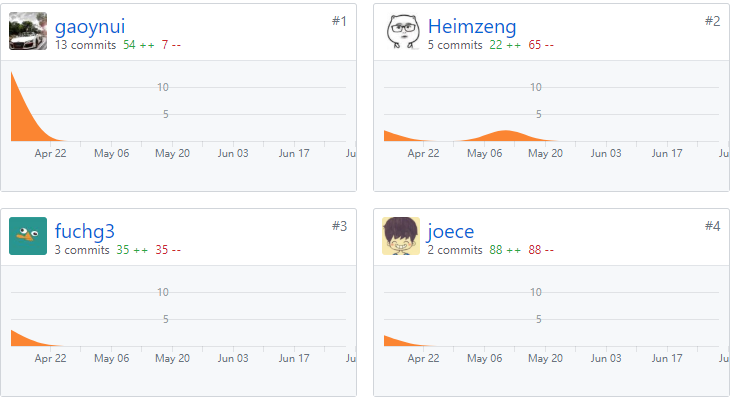 gaoynui
#1
13 commits 54 ++ 7 --
10
5
Apr 22 May 06 May 20 Jun 03 Jun 17 Ju
Heimzeng
#2
5 commits 22 ++ 65 --
10
5
Apr 22 May 06 May 20 Jun 03 Jun 17
fuchg3
#3
3 commits 35 ++ 35 --
10
5
Apr 22 May 06 May 20 Jun 03 Jun 17 Ju
joece
#4
2 commits 88 ++ 88 --
10
5
Apr 22 May 06 May 20 Jun 03 Jun 17